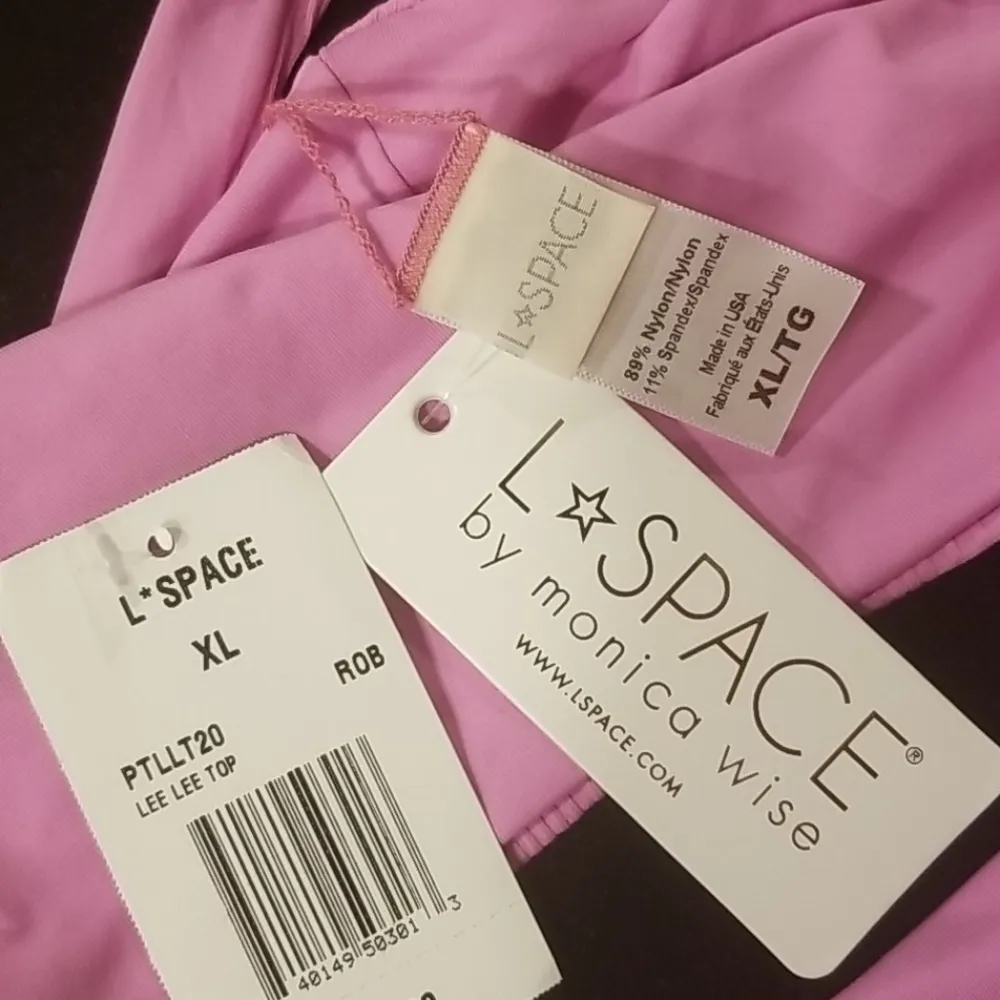 L☆SPACE
89% Nylon/Nylon
11% Spandex/Spandex
Made in USA
Fabriqué aux États-Unis
XL/TG
L☆SPACE®
by monica wise
www.LSPACE.COM
L*SPACE
XL
ROB
PTLLT20
LEE LEE TOP
40149 50301 3